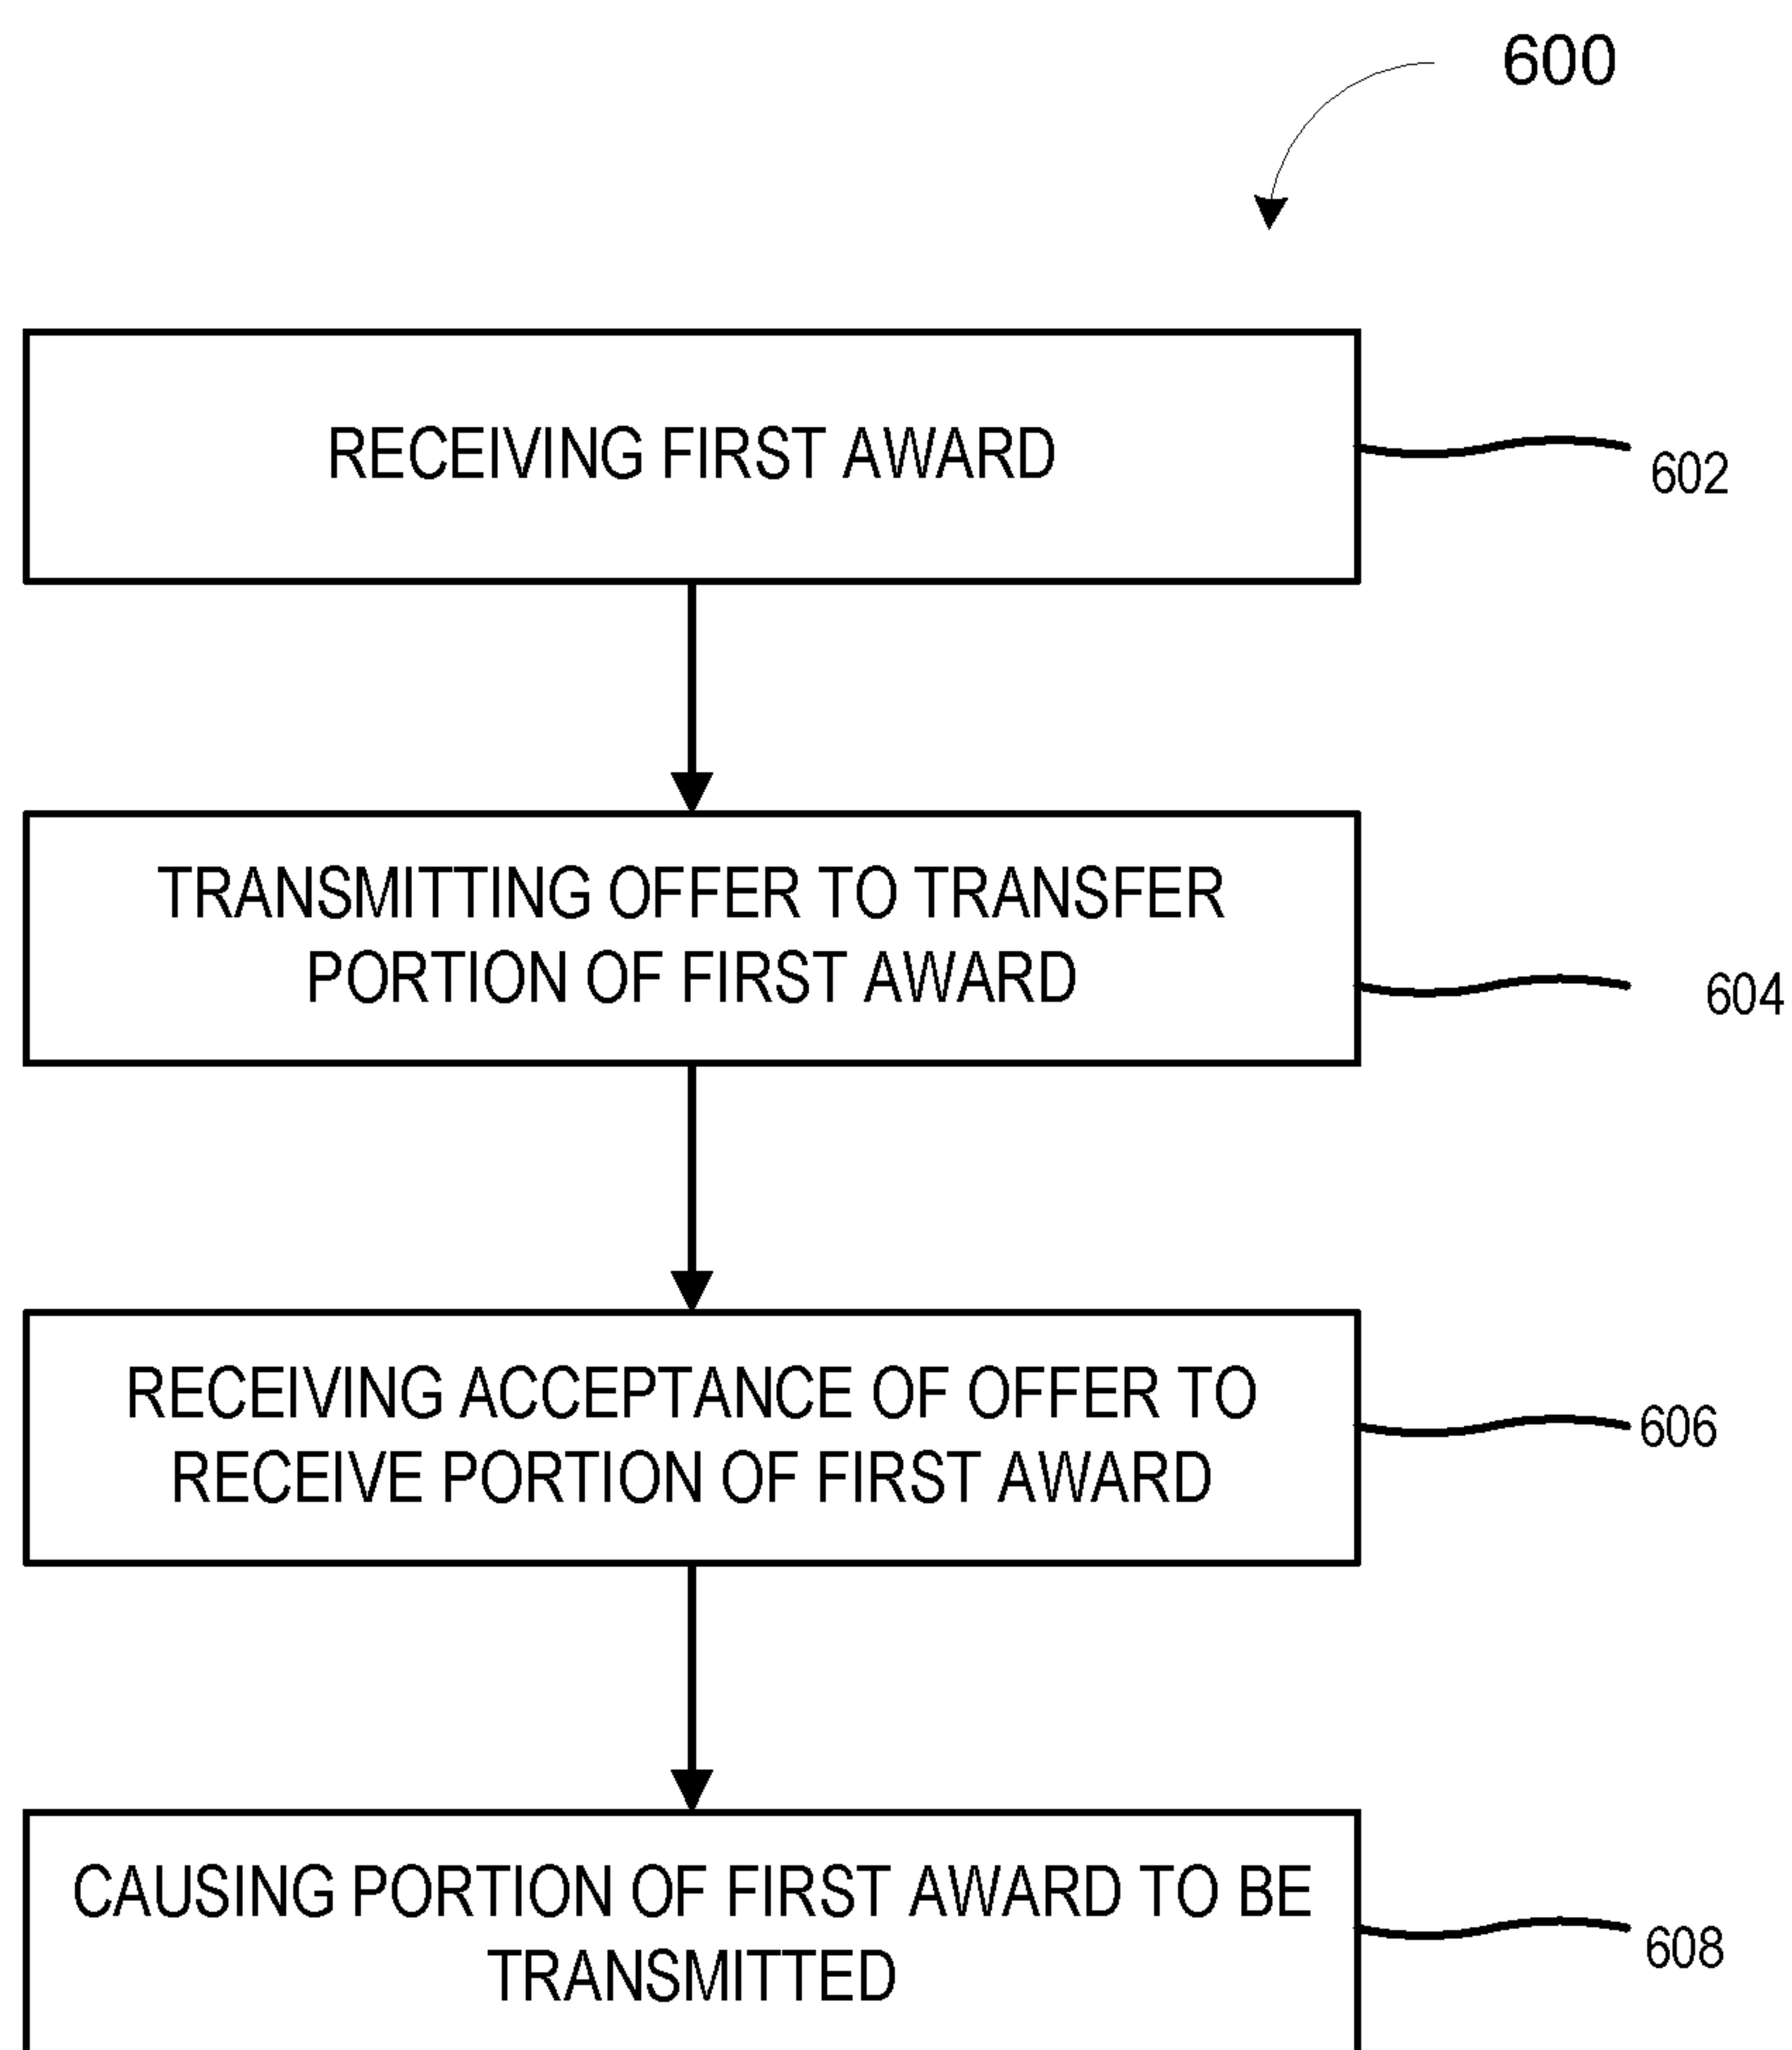 600
RECEIVING FIRST AWARD
602
TRANSMITTING OFFER TO TRANSFER
PORTION OF FIRST AWARD
604
RECEIVING ACCEPTANCE OF OFFER TO
RECEIVE PORTION OF FIRST AWARD
606
CAUSING PORTION OF FIRST AWARD TO BE
TRANSMITTED
608